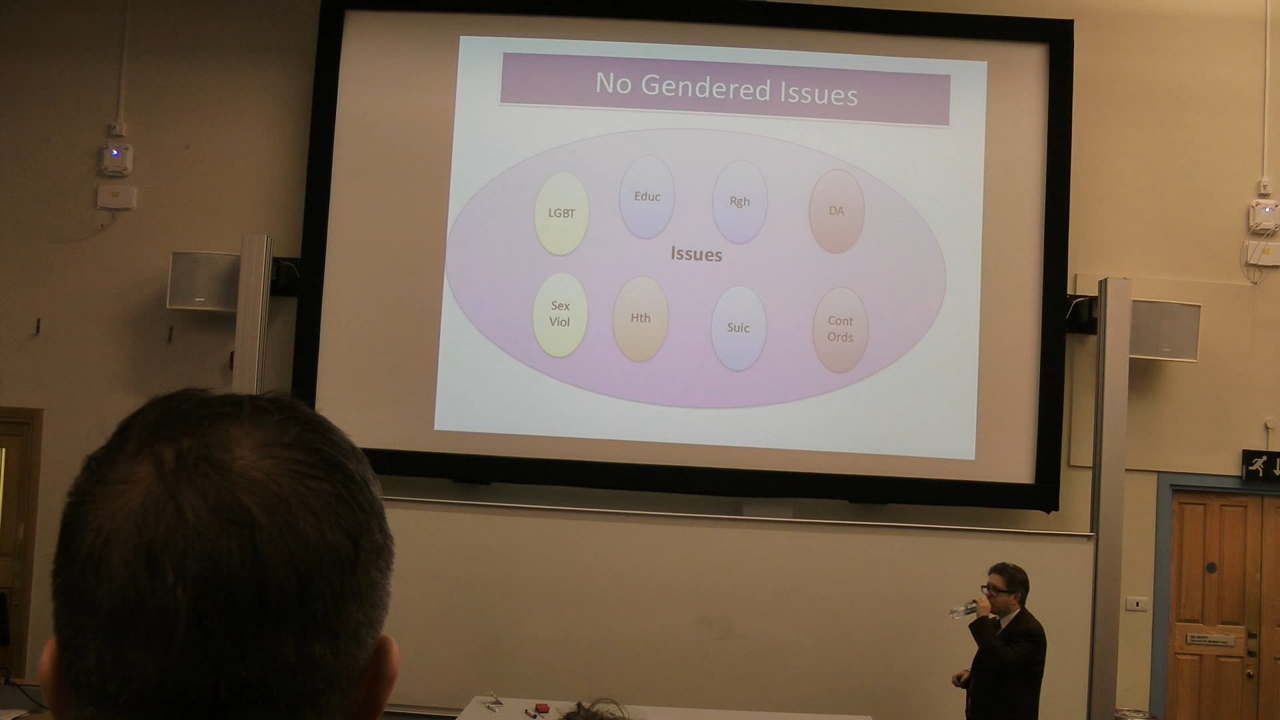 No Gendered Issues
LGBT
Educ
Rgh
DA
Issues
Sex
Viol
Hth
Suic
Cont
Ords